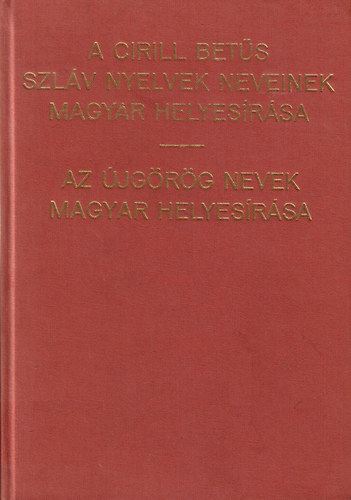 A CIRILL BETŰS
SZLÁV NYELVEK NEVEINEK
MAGYAR HELYESÍRÁSA
AZ ÚJGÖRÖG NEVEK
MAGYAR HELYESÍRÁSA